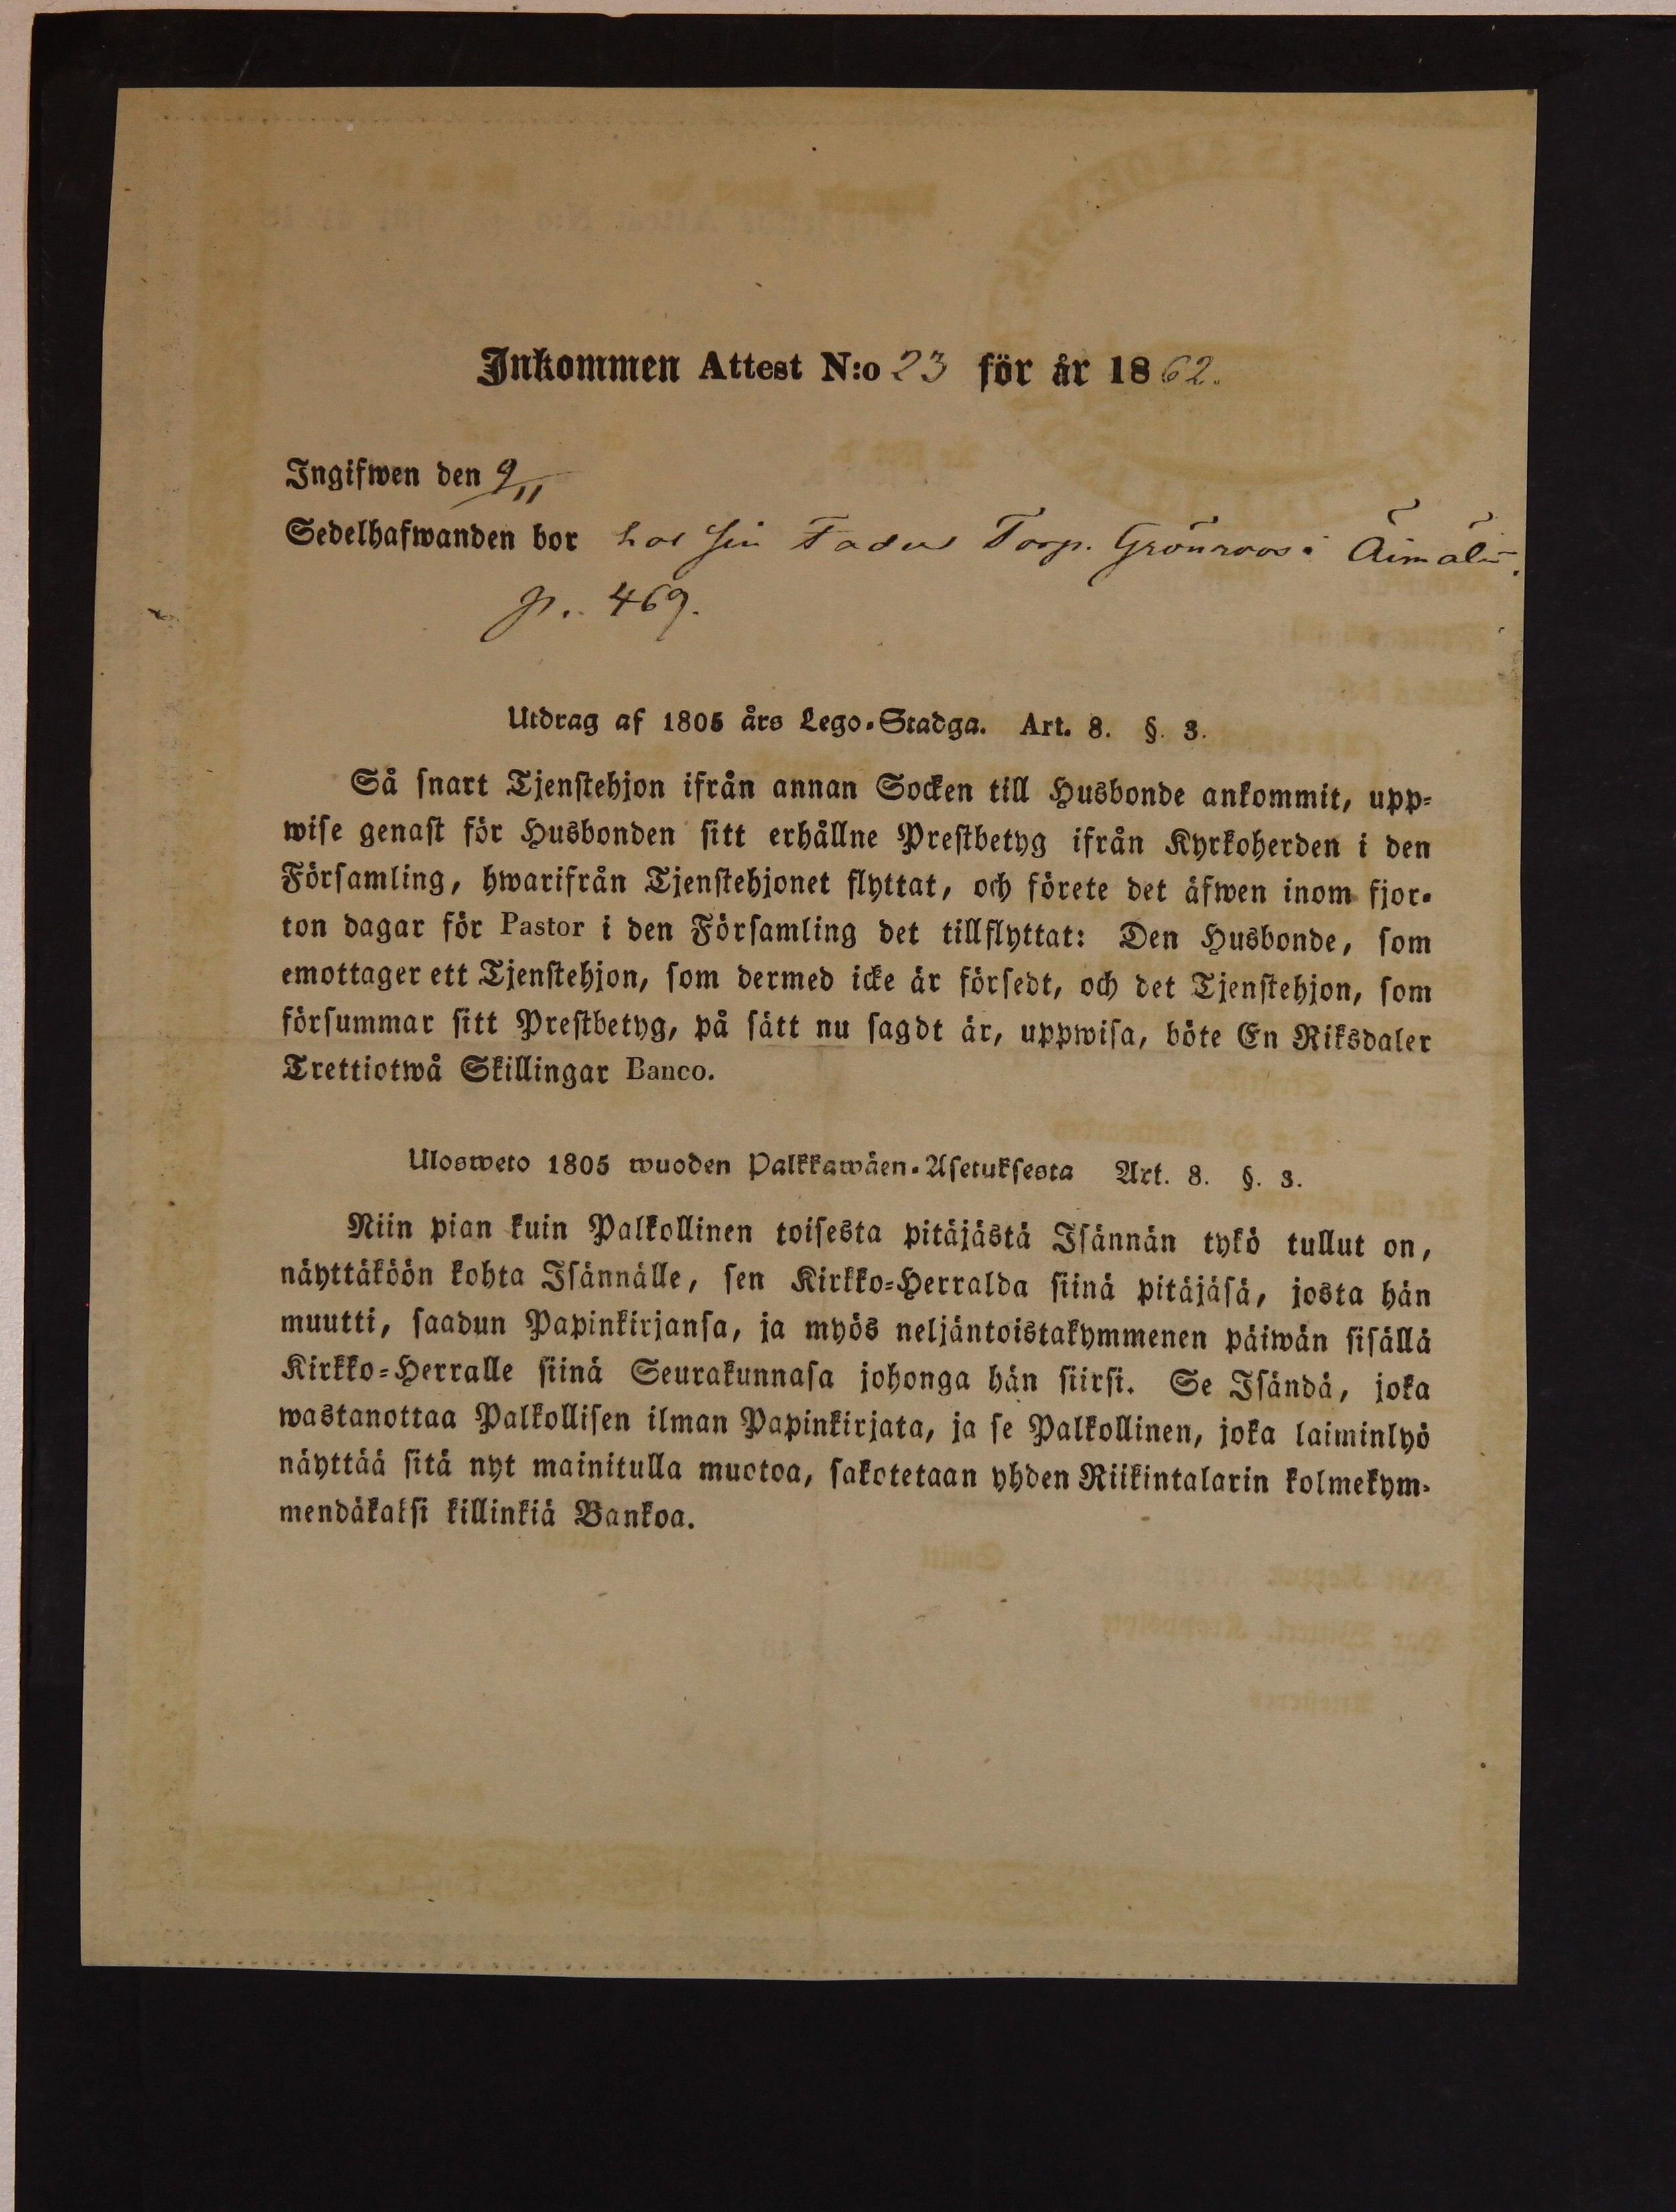 Inkommen Attest N:o 23 för år 1862.
Ingifwen den 9/11
Sedelhafwanden bor hos sin Fader Torp. Grönroos i Äimälä.
p. 469.
Utdrag af 1805 års Lego-Stadga. Art. 8. §. 3.
Så snart Tjenstehjon ifrån annan Socken till Husbonde ankommit, upp-
wise genast för Husbonden sitt erhållne Prestbetyg ifrån Kyrkoherden i den
Församling, hwarifrån Tjenstehjonet flyttat, och förete det äfwen inom fjor-
ton dagar för Pastor i den Församling det tillflyttat: Den Husbonde, som
emottager ett Tjenstehjon, som dermed icke är försedt, och det Tjenstehjon, som
försummar sitt Prestbetyg, på sätt nu sagdt är, uppwisa, böte En Riksdaler
Trettiotwå Skillingar Banco.
Ulosweto 1805 wuoden Palkkawäen-Asetuksesta Art. 8. §. 3.
Niin pian kuin Palkollinen toisesta pitäjästä Isännän tykö tullut on,
näyttäköön kohta Isännälle, sen Kirkko-Herralda siinä pitäjäsä, josta hän
muutti, saadun Papinkirjansa, ja myös neljäntoistakymmenen päiwän sisällä
Kirkko-Herralle siinä Seurakunnasa johonga hän siirsi. Se Isändä, joka
wastanottaa Palkollisen ilman Papinkirjata, ja se Palkollinen, joka laiminlyö
näyttää sitä nyt mainitulla muotoa, sakotetaan yhden Riikintalarin kolmekym-
mendäkaksi killinkiä Bankoa.